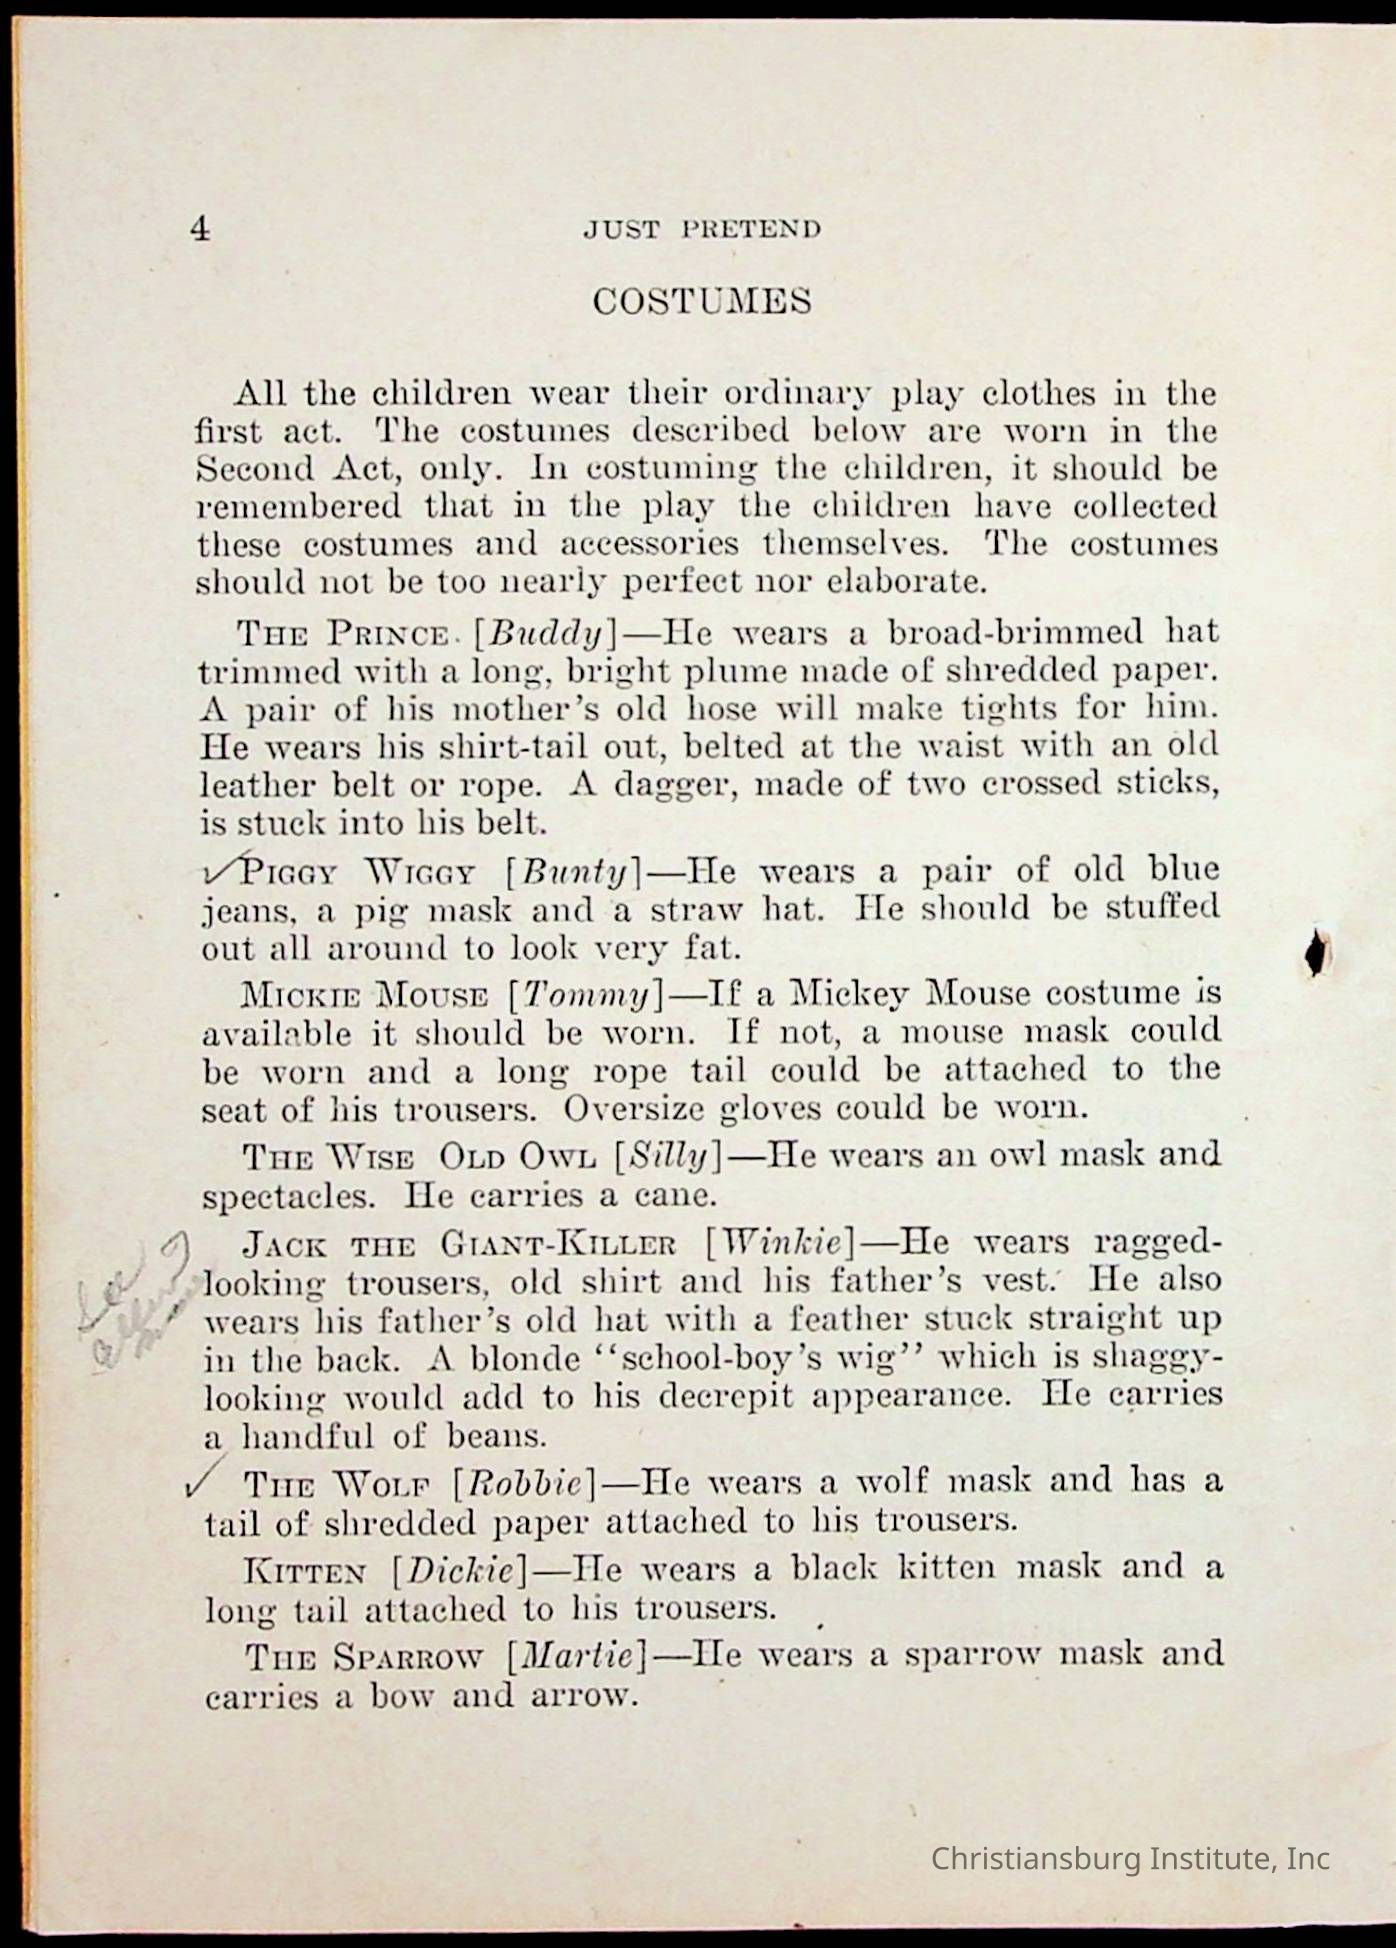 4
JUST PRETEND
COSTUMES
All the children wear their ordinary play clothes in the
first act. The costumes described below are worn in the
Second Act, only. In costuming the children, it should be
remembered that in the play the children have collected
these costumes and accessories themselves. The costumes
should not be too nearly perfect nor elaborate.
THE PRINCE [Buddy]—He wears a broad-brimmed hat
trimmed with a long, bright plume made of shredded paper.
A pair of his mother's old hose will make tights for him.
He wears his shirt-tail out, belted at the waist with an old
leather belt or rope. A dagger, made of two crossed sticks,
is stuck into his belt.
✓PIGGY WIGGY [Bunty]—He wears a pair of old blue
jeans, a pig mask and a straw hat. He should be stuffed
out all around to look very fat.
MICKIE MOUSE [Tommy]—If a Mickey Mouse costume is
available it should be worn. If not, a mouse mask could
be worn and a long rope tail could be attached to the
seat of his trousers. Oversize gloves could be worn.
THE WISE OLD OWL [Silly]—He wears an owl mask and
spectacles. He carries a cane.
JACK THE GIANT-KILLER [Winkie]—He wears ragged-
looking trousers, old shirt and his father's vest. He also
wears his father's old hat with a feather stuck straight up
in the back. A blonde "school-boy's wig" which is shaggy-
looking would add to his decrepit appearance. He carries
a handful of beans.
✓ THE WOLF [Robbie]—He wears a wolf mask and has a
tail of shredded paper attached to his trousers.
KITTEN [Dickie]—He wears a black kitten mask and a
long tail attached to his trousers.
THE SPARROW [Martie]—He wears a sparrow mask and
carries a bow and arrow.
Christiansburg Institute, Inc